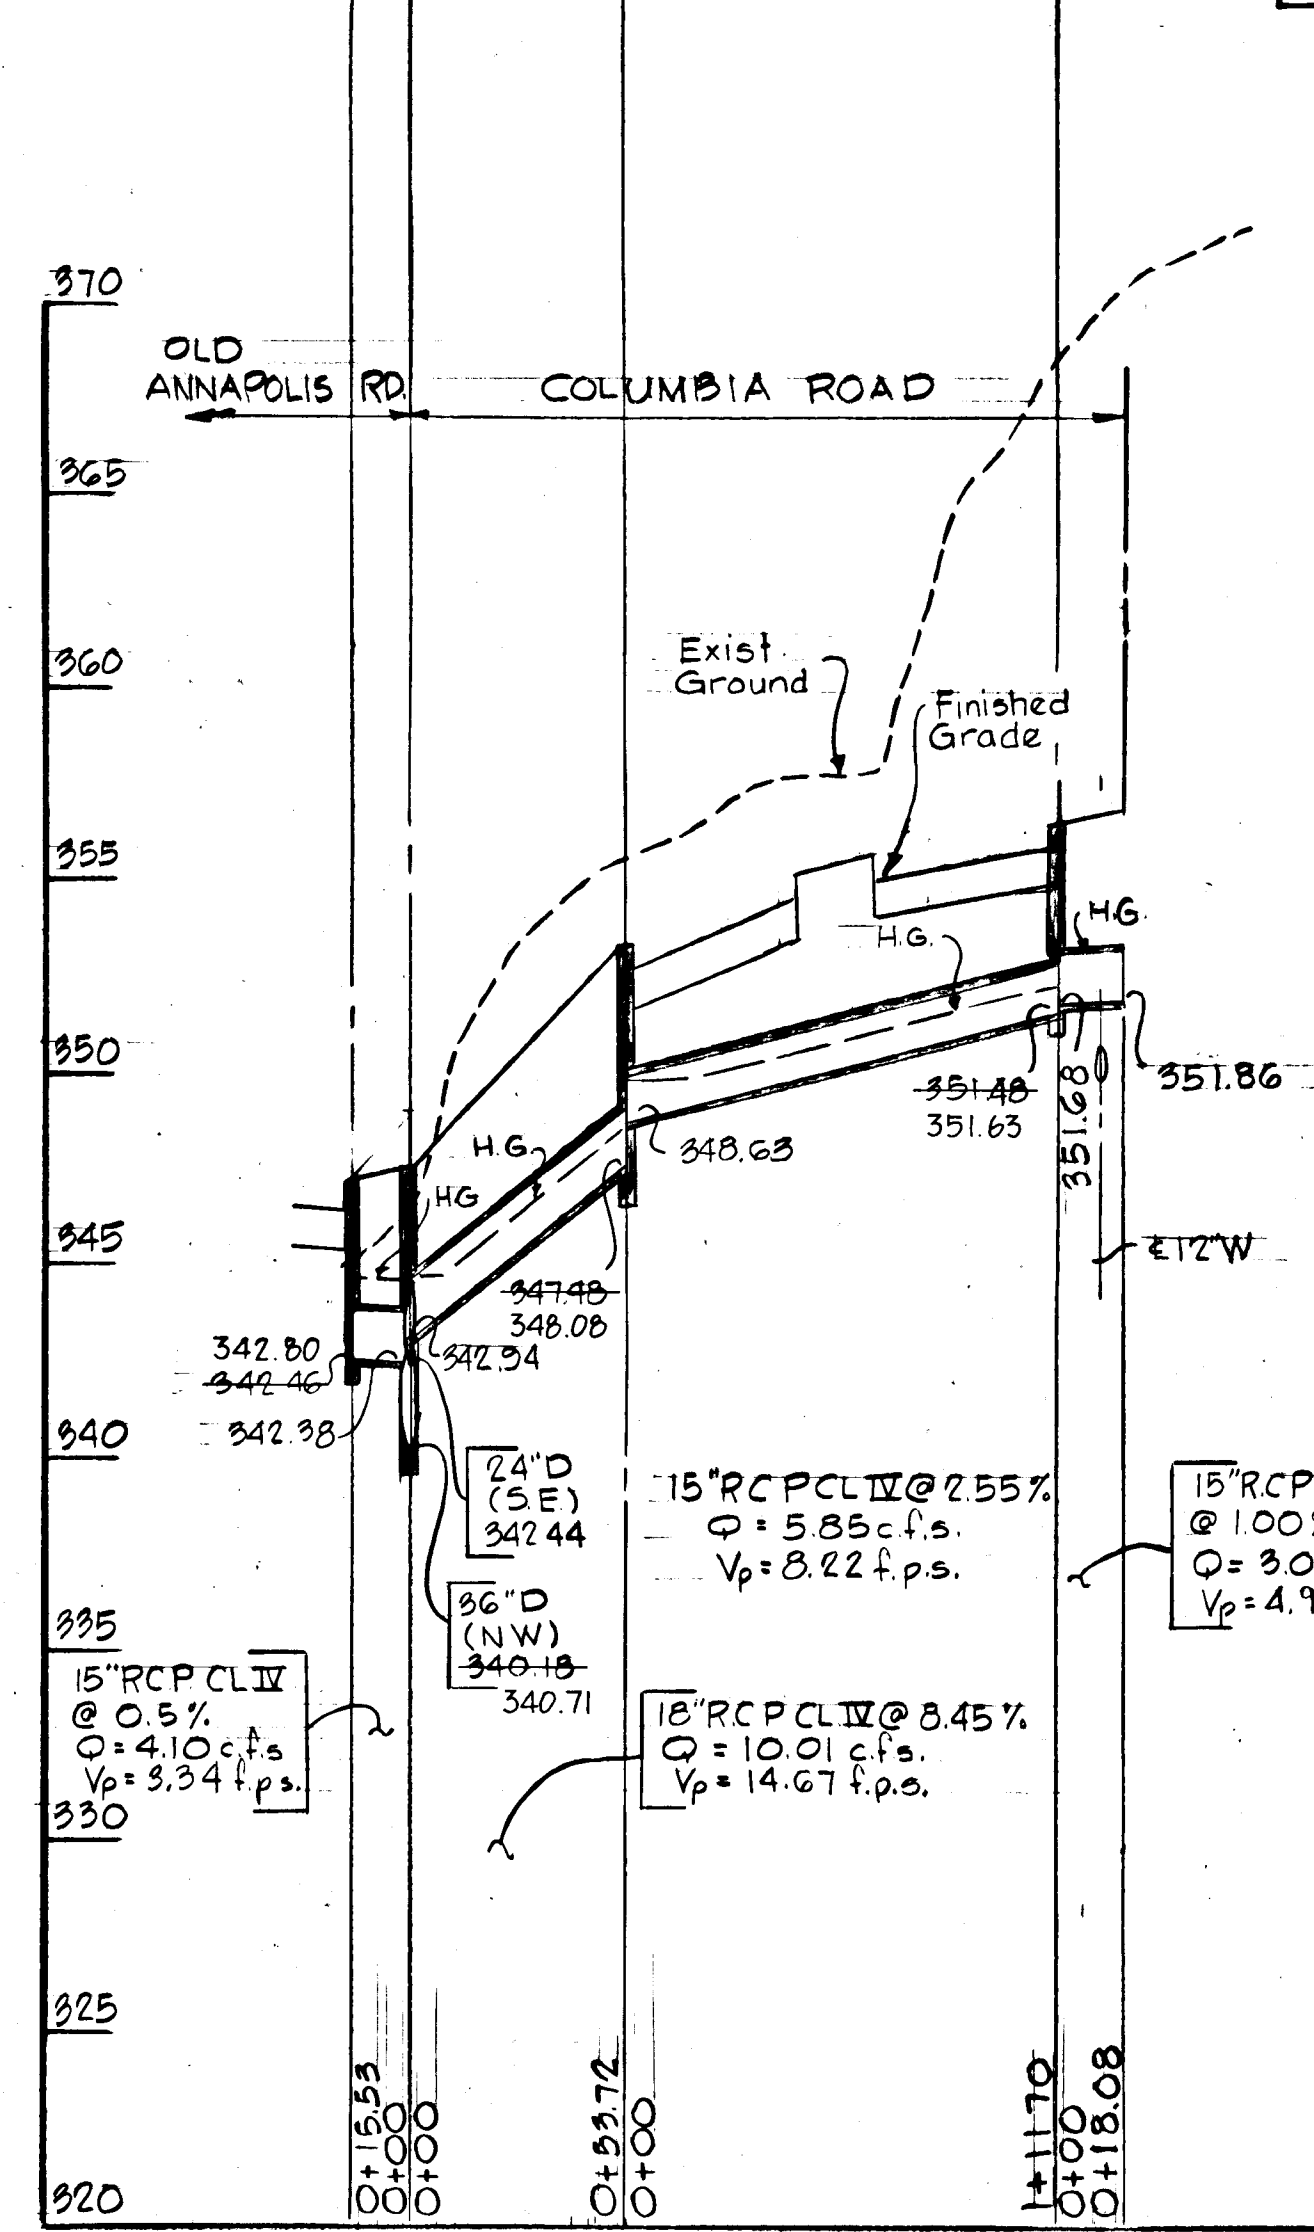 370
OLD
ANNAPOLIS RD.
COLUMBIA ROAD
365
360
Exist.
Ground
Finished
Grade
355
H.G.
H.G.
350
351.48
351.63
351.68
351.86
348.63
H.G.
HG
345
℄12"W
347.48
348.08
342.80
342.46
342.94
342.38
340
24"D
(S.E.)
342.44
15"RCP CL IV @ 2.55%
Q = 5.85 c.f.s.
Vp = 8.22 f.p.s.
15"R.CP
@ 1.00
Q = 3.0
Vp = 4.9
36"D
(NW)
340.18
340.71
335
15"RCP CL IV
@ 0.5%
Q = 4.10 c.f.s
Vp = 3.34 f.p.s.
18"R.CP CL IV @ 8.45%
Q = 10.01 c.f.s.
Vp = 14.67 f.p.s.
330
325
320
0+15.53
0+00
0+00
0+53.72
0+00
1+11.70
0+00
0+18.08